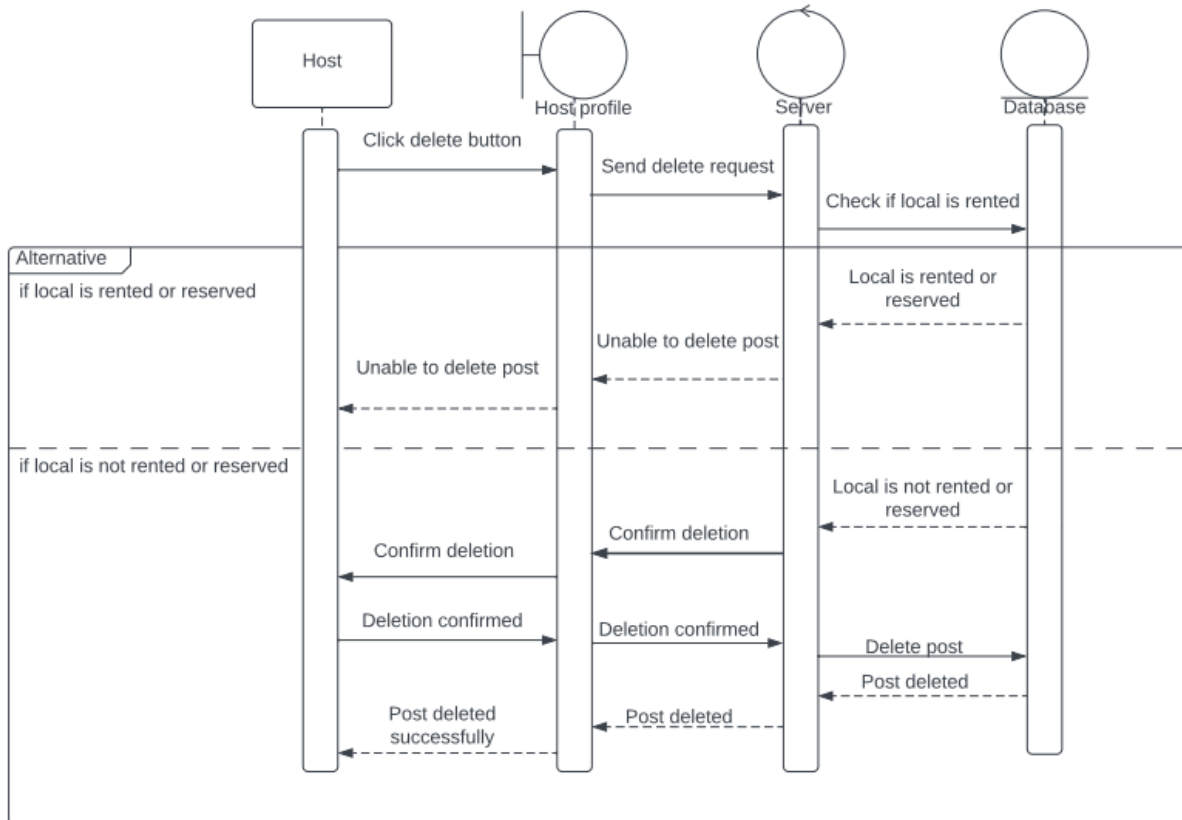 Host
Host profile
Server
Database
Click delete button
Send delete request
Check if local is rented
Alternative
if local is rented or reserved
Local is rented or
reserved
Unable to delete post
Unable to delete post
if local is not rented or reserved
Local is not rented or
reserved
Confirm deletion
Confirm deletion
Deletion confirmed
Deletion confirmed
Delete post
Post deleted
Post deleted
Post deleted
successfully